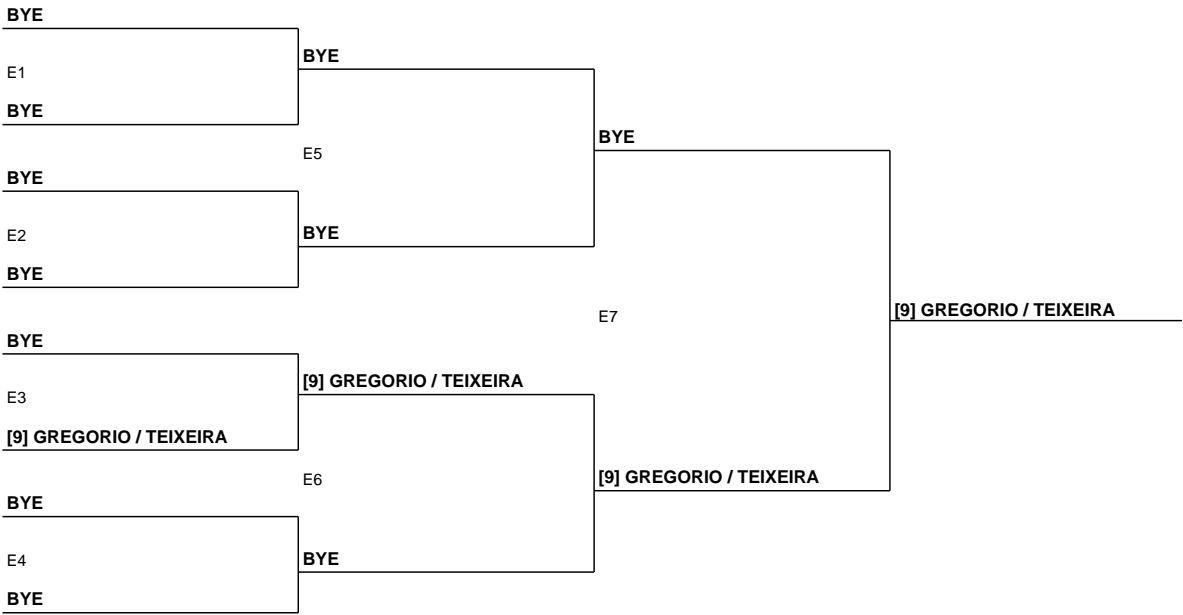 BYE
E1
BYE
BYE
E2
BYE
BYE
E3
[9] GREGORIO / TEIXEIRA
BYE
E4
BYE
BYE
E5
BYE
[9] GREGORIO / TEIXEIRA
E6
BYE
BYE
E7
[9] GREGORIO / TEIXEIRA
[9] GREGORIO / TEIXEIRA